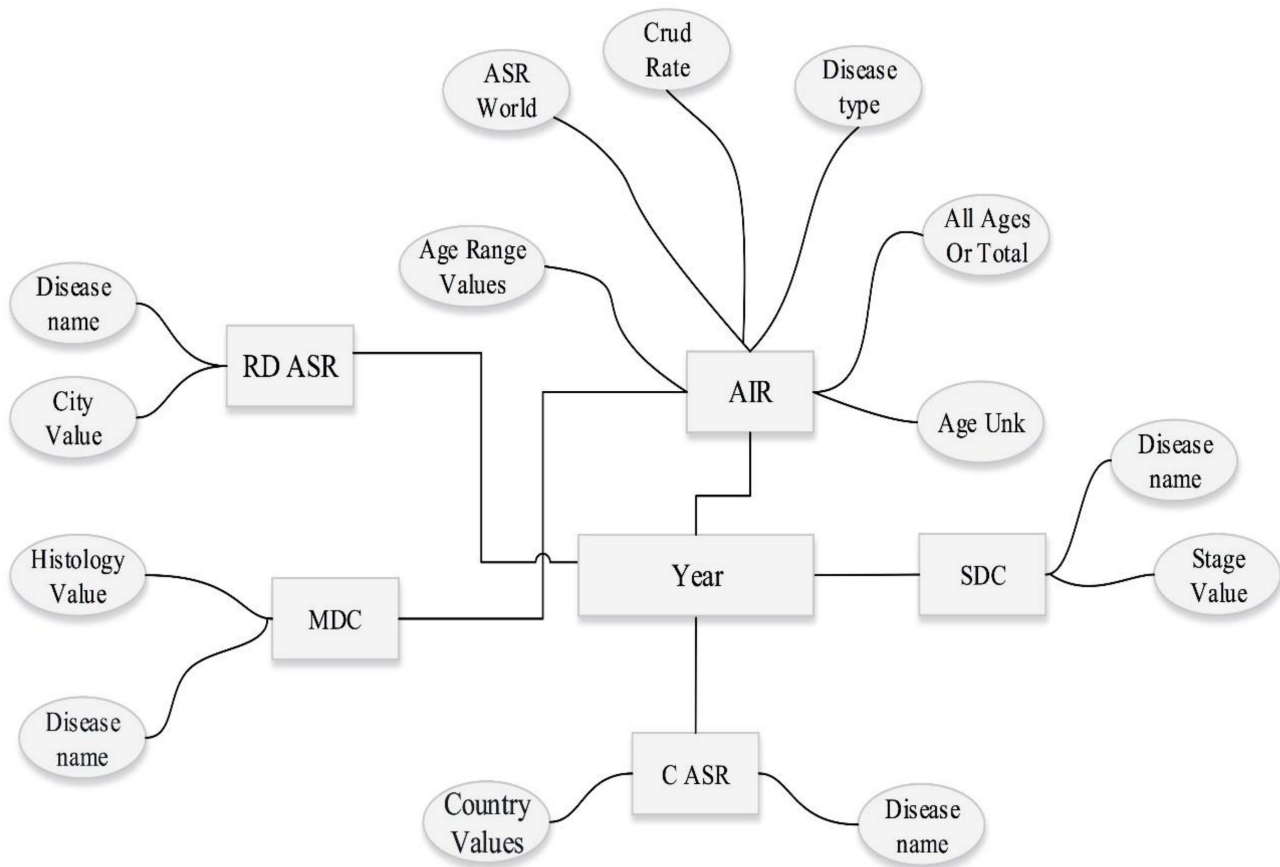 Crud
Rate
ASR
World
Disease
type
All Ages
Or Total
Age Range
Values
Disease
name
RD ASR
City
Value
AIR
Age Unk
Disease
name
Histology
Value
MDC
Year
SDC
Stage
Value
Disease
name
C ASR
Country
Values
Disease
name